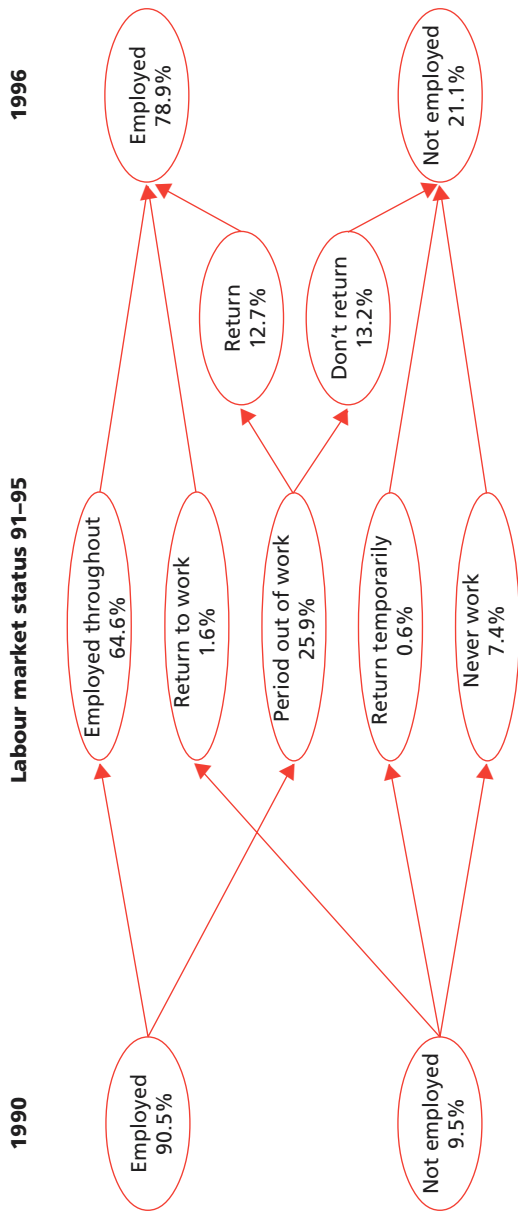 1990
Labour market status 91–95
1996
Employed
90.5%
Not employed
9.5%
Employed throughout
64.6%
Return to work
1.6%
Period out of work
25.9%
Return temporarily
0.6%
Never work
7.4%
Return
12.7%
Don't return
13.2%
Employed
78.9%
Not employed
21.1%